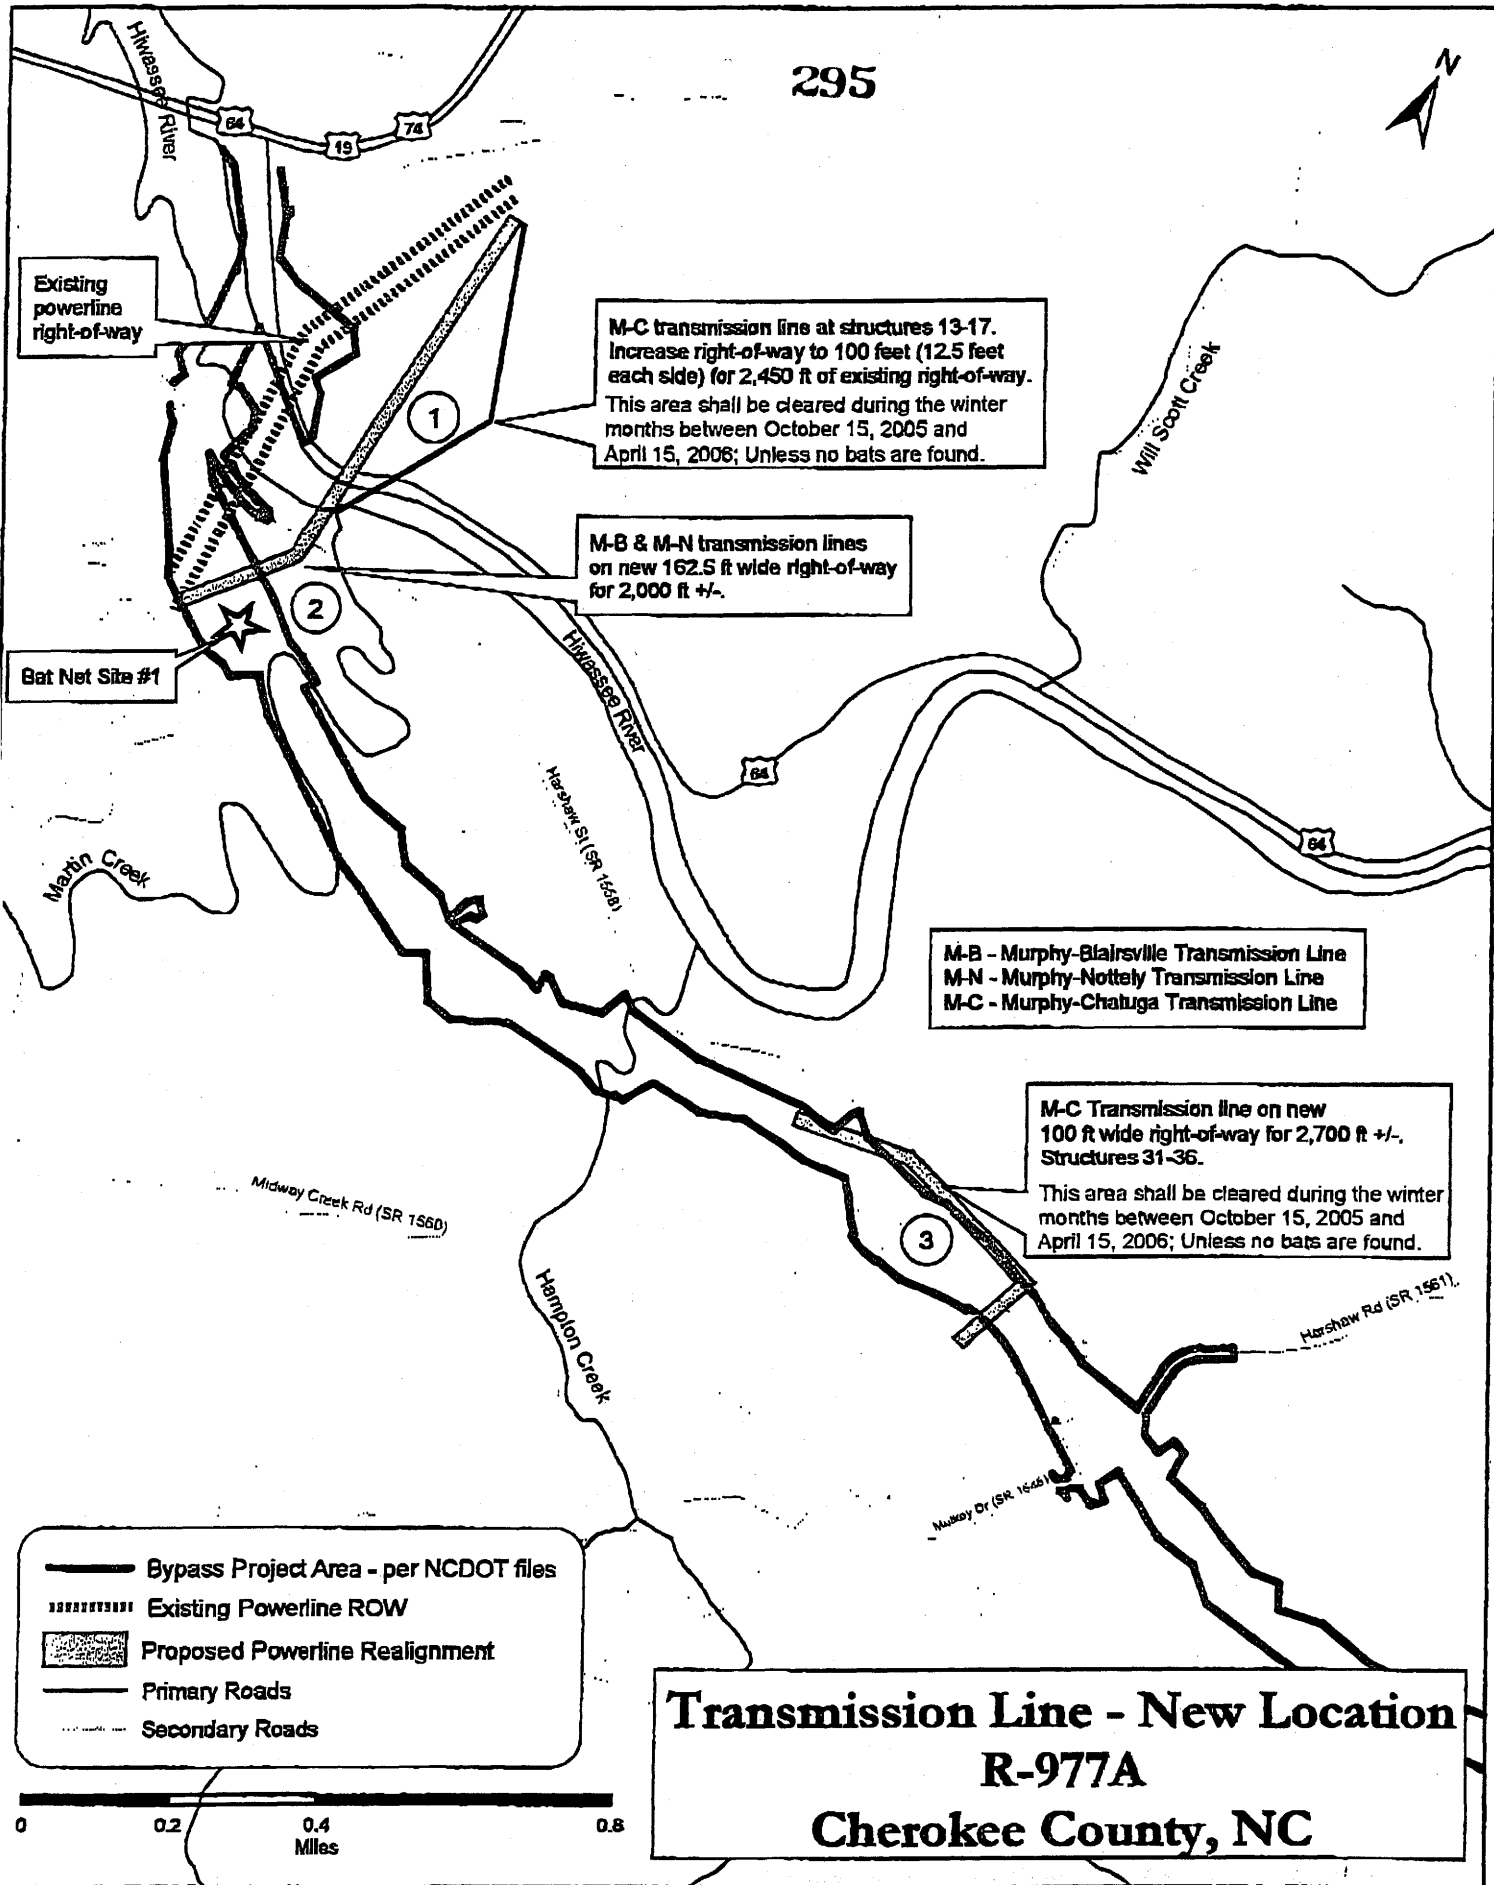 295
N
Hiwassee River
64
19
74
Existing
powerline
right-of-way
M-C transmission line at structures 13-17.
Increase right-of-way to 100 feet (12.5 feet
each side) for 2,450 ft of existing right-of-way.
This area shall be cleared during the winter
months between October 15, 2005 and
April 15, 2006; Unless no bats are found.
1
Will Scott Creek
M-B & M-N transmission lines
on new 162.5 ft wide right-of-way
for 2,000 ft +/-.
2
Bat Net Site #1
Hiwassee River
64
Harshaw St (SR 1558)
64
Martin Creek
M-B - Murphy-Blairsville Transmission Line
M-N - Murphy-Nottely Transmission Line
M-C - Murphy-Chatuga Transmission Line
M-C Transmission line on new
100 ft wide right-of-way for 2,700 ft +/-.
Structures 31-36.
This area shall be cleared during the winter
months between October 15, 2005 and
April 15, 2006; Unless no bats are found.
Midway Creek Rd (SR 1560)
3
Hampton Creek
Harshaw Rd (SR 1561)
Dr (SR
Bypass Project Area - per NCDOT files
Existing Powerline ROW
Proposed Powerline Realignment
Primary Roads
Secondary Roads
0 0.2 0.4 0.8
Miles
Transmission Line - New Location
R-977A
Cherokee County, NC